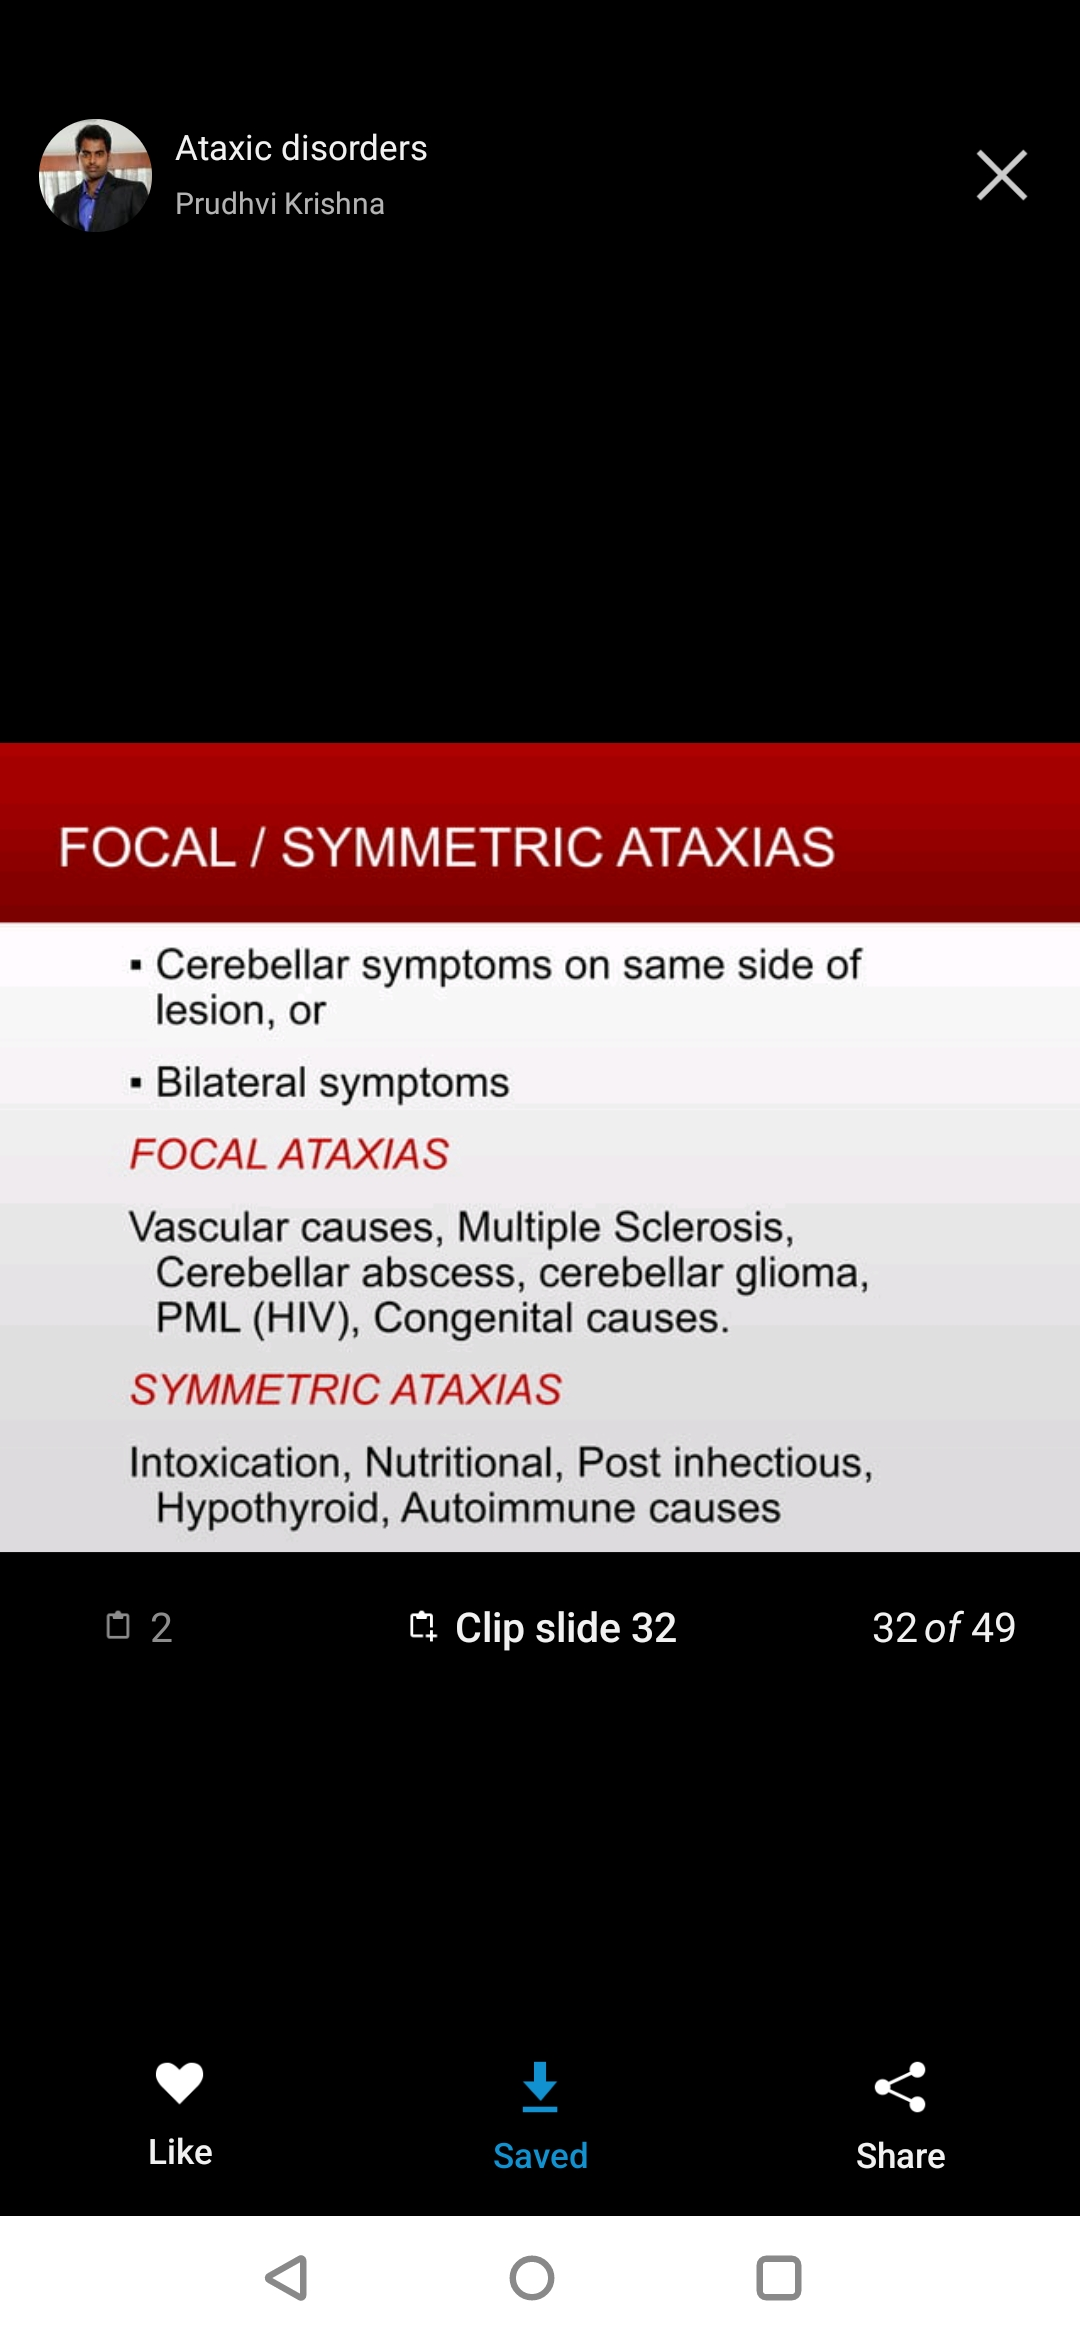 Ataxic disorders
Prudhvi Krishna
FOCAL / SYMMETRIC ATAXIAS
▪ Cerebellar symptoms on same side of
lesion, or
▪ Bilateral symptoms
FOCAL ATAXIAS
Vascular causes, Multiple Sclerosis,
Cerebellar abscess, cerebellar glioma,
PML (HIV), Congenital causes.
SYMMETRIC ATAXIAS
Intoxication, Nutritional, Post inhectious,
Hypothyroid, Autoimmune causes
2
Clip slide 32
32 of 49
Like
Saved
Share